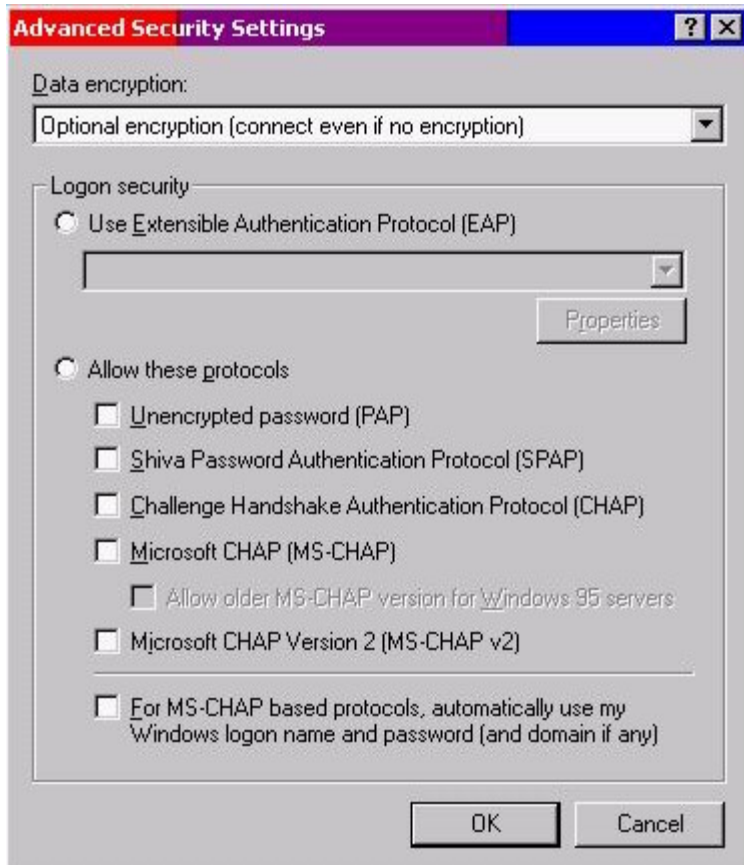 Advanced Security Settings
Data encryption:
Optional encryption (connect even if no encryption)
Logon security
Use Extensible Authentication Protocol (EAP)
Properties
Allow these protocols
Unencrypted password (PAP)
Shiva Password Authentication Protocol (SPAP)
Challenge Handshake Authentication Protocol (CHAP)
Microsoft CHAP (MS-CHAP)
Allow older MS-CHAP version for Windows 95 servers
Microsoft CHAP Version 2 (MS-CHAP v2)
For MS-CHAP based protocols, automatically use my
Windows logon name and password (and domain if any)
OK Cancel